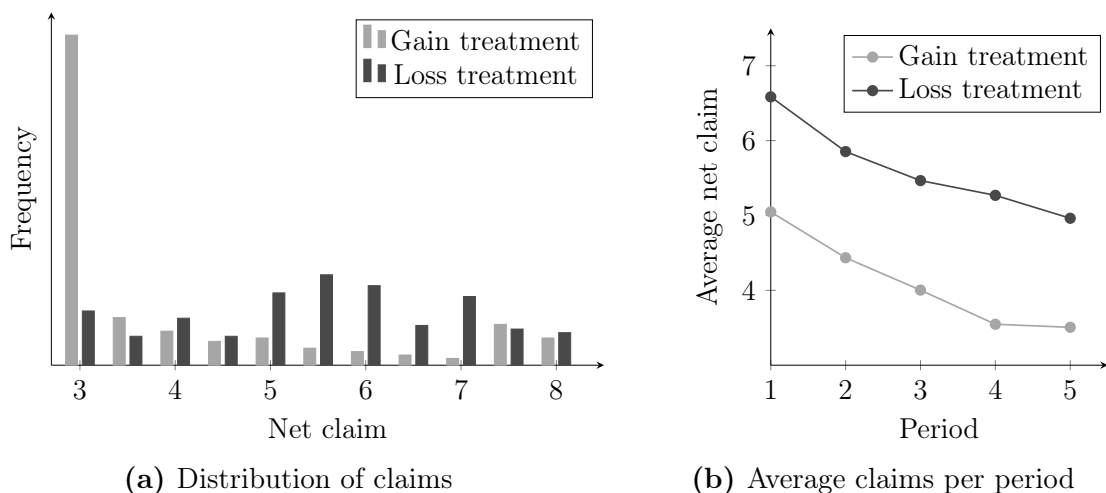 Frequency
Gain treatment
Loss treatment
3 4 5 6 7 8
Net claim
(a) Distribution of claims
Average net claim
7
6
5
4
Gain treatment
Loss treatment
1 2 3 4 5
Period
(b) Average claims per period